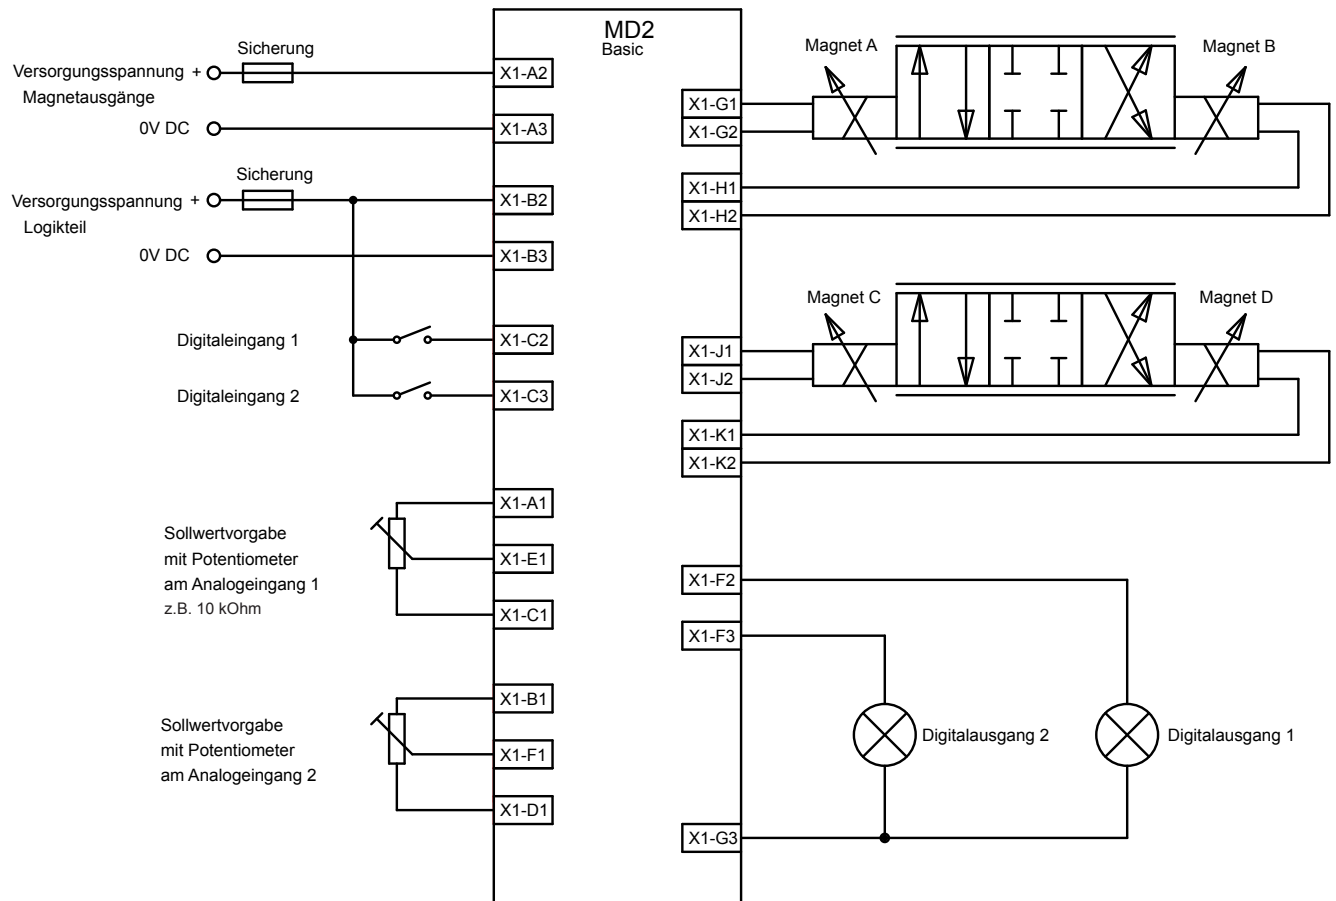 MD2
Basic
Sicherung
Versorgungsspannung +
Magnetausgänge
X1-A2
0V DC
X1-A3
Sicherung
Versorgungsspannung +
Logikteil
X1-B2
0V DC
X1-B3
Digitaleingang 1
X1-C2
Digitaleingang 2
X1-C3
X1-A1
Sollwertvorgabe
mit Potentiometer
am Analogeingang 1
z.B. 10 kOhm
X1-E1
X1-C1
X1-B1
Sollwertvorgabe
mit Potentiometer
am Analogeingang 2
X1-F1
X1-D1
Magnet A
Magnet B
X1-G1
X1-G2
X1-H1
X1-H2
Magnet C
Magnet D
X1-J1
X1-J2
X1-K1
X1-K2
X1-F2
X1-F3
Digitalausgang 2
Digitalausgang 1
X1-G3